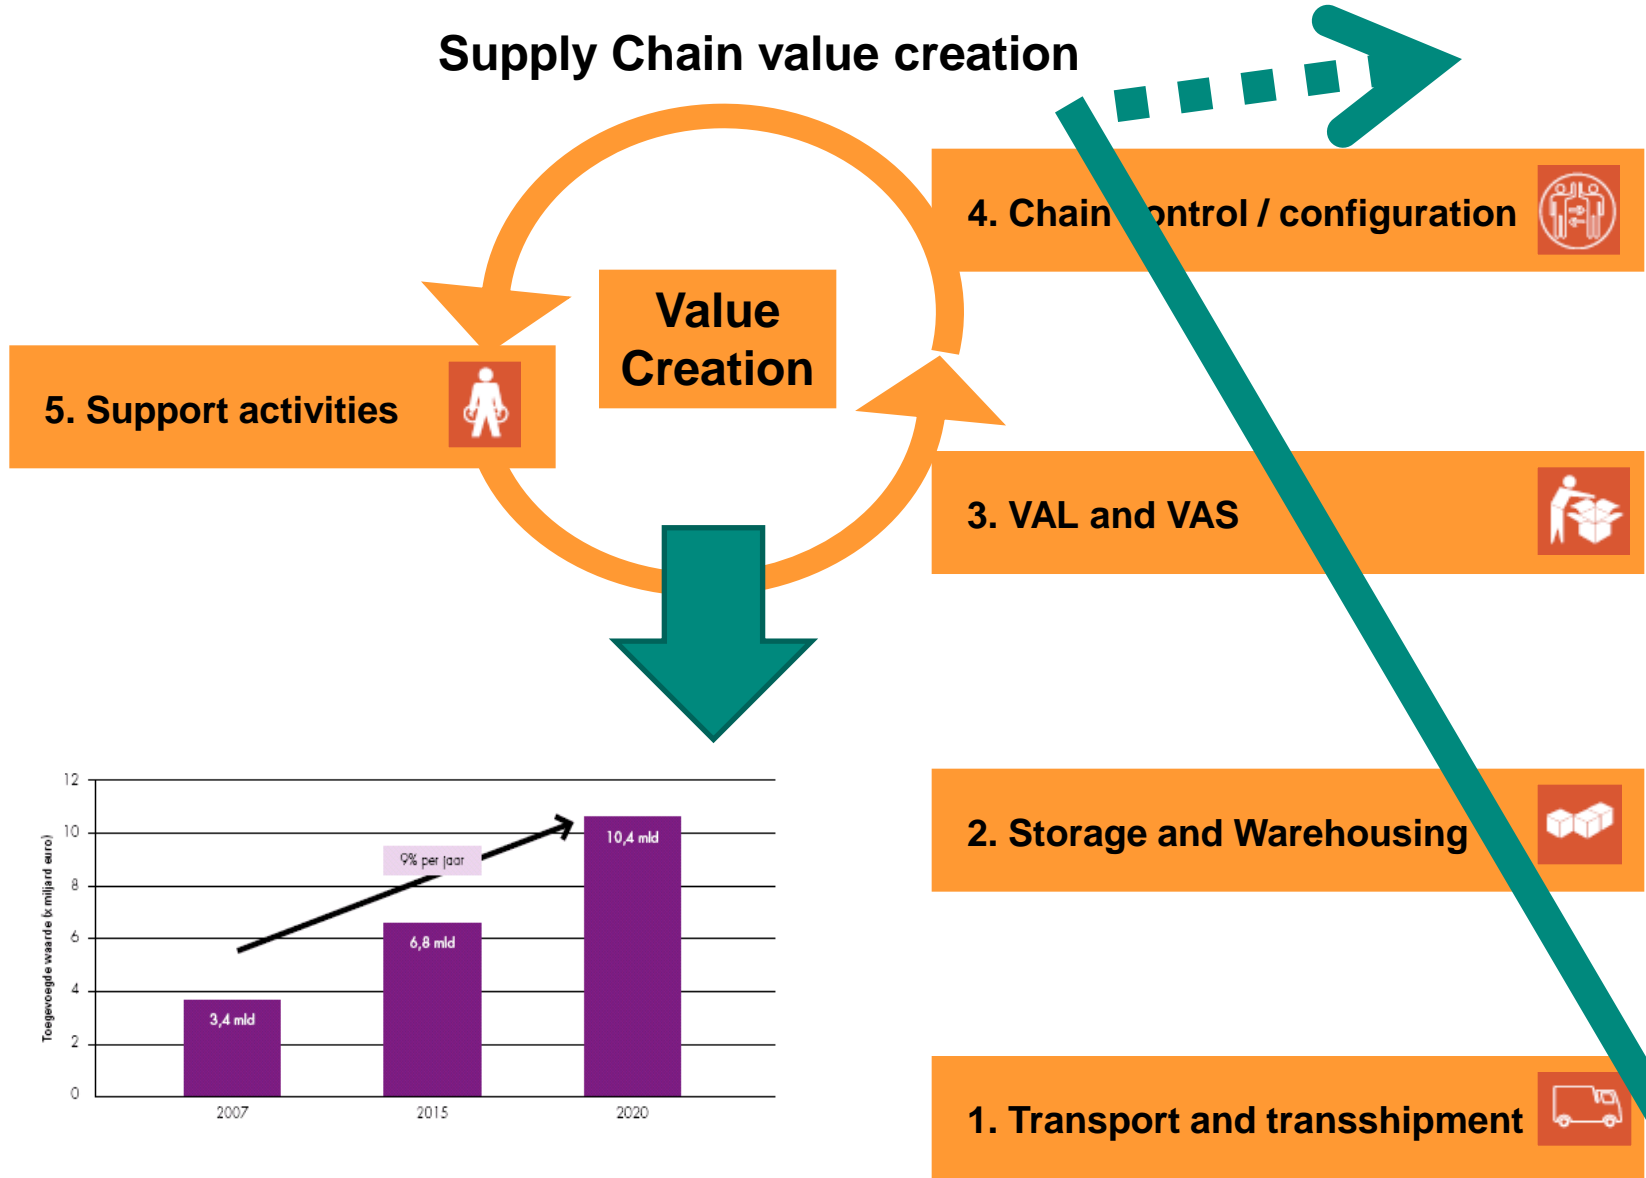 Supply Chain value creation
4. Chain control / configuration
Value
Creation
5. Support activities
3. VAL and VAS
2. Storage and Warehousing
1. Transport and transshipment
Toegevoegde waarde (x miljard euro)
12
10
8
6
4
2
0
9% per jaar
3,4 mld
6,8 mld
10,4 mld
2007
2015
2020